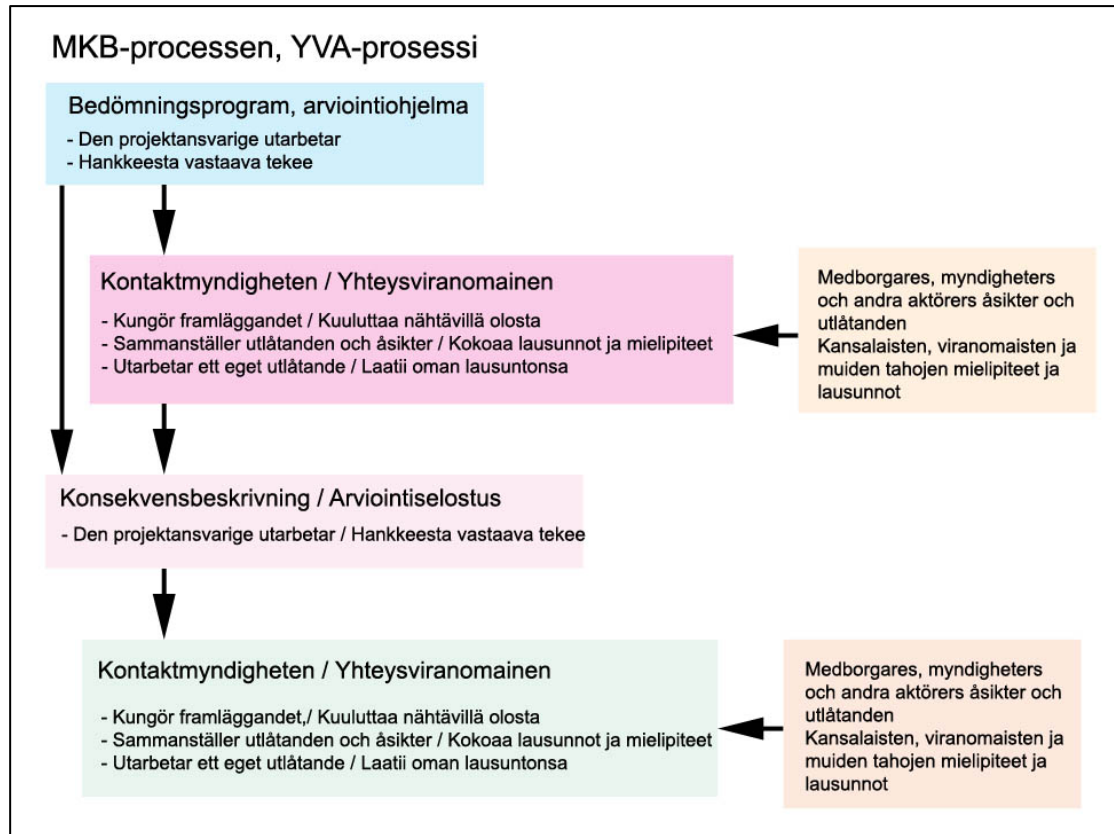 MKB-processen, YVA-prosessi
Bedömningsprogram, arviointiohjelma
- Den projektansvarige utarbetar
- Hankkeesta vastaava tekee
Kontaktmyndigheten / Yhteysviranomainen
- Kungör framläggandet / Kuuluttaa nähtävillä olosta
- Sammanställer utlåtanden och åsikter / Kokoaa lausunnot ja mielipiteet
- Utarbetar ett eget utlåtande / Laatii oman lausuntonsa
Medborgares, myndigheters
och andra aktörers åsikter och
utlåtanden
Kansalaisten, viranomaisten ja
muiden tahojen mielipiteet ja
lausunnot
Konsekvensbeskrivning / Arviointiselostus
- Den projektansvarige utarbetar / Hankkeesta vastaava tekee
Kontaktmyndigheten / Yhteysviranomainen
- Kungör framläggandet,/ Kuuluttaa nähtävillä olosta
- Sammanställer utlåtanden och åsikter / Kokoaa lausunnot ja mielipiteet
- Utarbetar ett eget utlåtande / Laatii oman lausuntonsa
Medborgares, myndigheters
och andra aktörers åsikter och
utlåtanden
Kansalaisten, viranomaisten ja
muiden tahojen mielipiteet ja
lausunnot